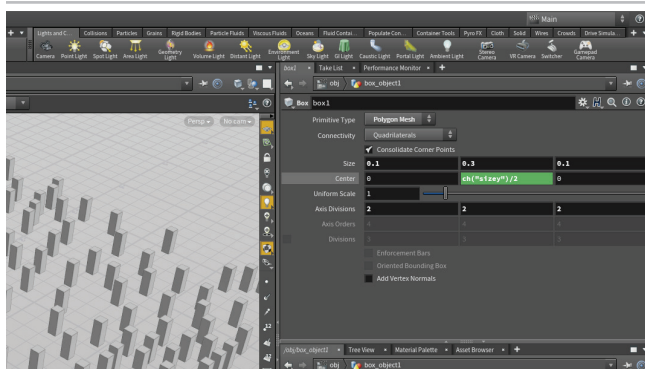 Main
Lights and C... Collisions Particles Grains Rigid Bodies Particle Fluids Viscous Fluids Oceans Fluid Contai... Populate Con... Container Tools Pyro FX Cloth Solid Wires Crowds Drive Simula...
Camera Point Light Spot Light Area Light Geometry Light Volume Light Distant Light Environment Light Sky Light GI Light Caustic Light Portal Light Ambient Light Stereo Camera VR Camera Switcher Gamepad Camera
box1 Take List Performance Monitor
obj box_object1
Box box1
Persp No cam
Primitive Type Polygon Mesh
Connectivity Quadrilaterals
Consolidate Corner Points
Size 0.1 0.3 0.1
Center 0 ch("sizey")/2 0
Uniform Scale 1
Axis Divisions 2 2 2
Axis Orders 4 4 4
Divisions 3 3 3
Enforcement Bars
Oriented Bounding Box
Add Vertex Normals
/obj/box_object1 Tree View Material Palette Asset Browser
obj box_object1